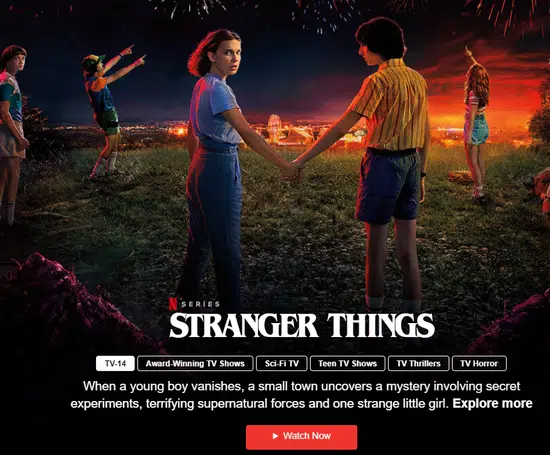 N SERIES
STRANGER THINGS
TV-14 Award-Winning TV Shows Sci-Fi TV Teen TV Shows TV Thrillers TV Horror
When a young boy vanishes, a small town uncovers a mystery involving secret
experiments, terrifying supernatural forces and one strange little girl. Explore more
Watch Now